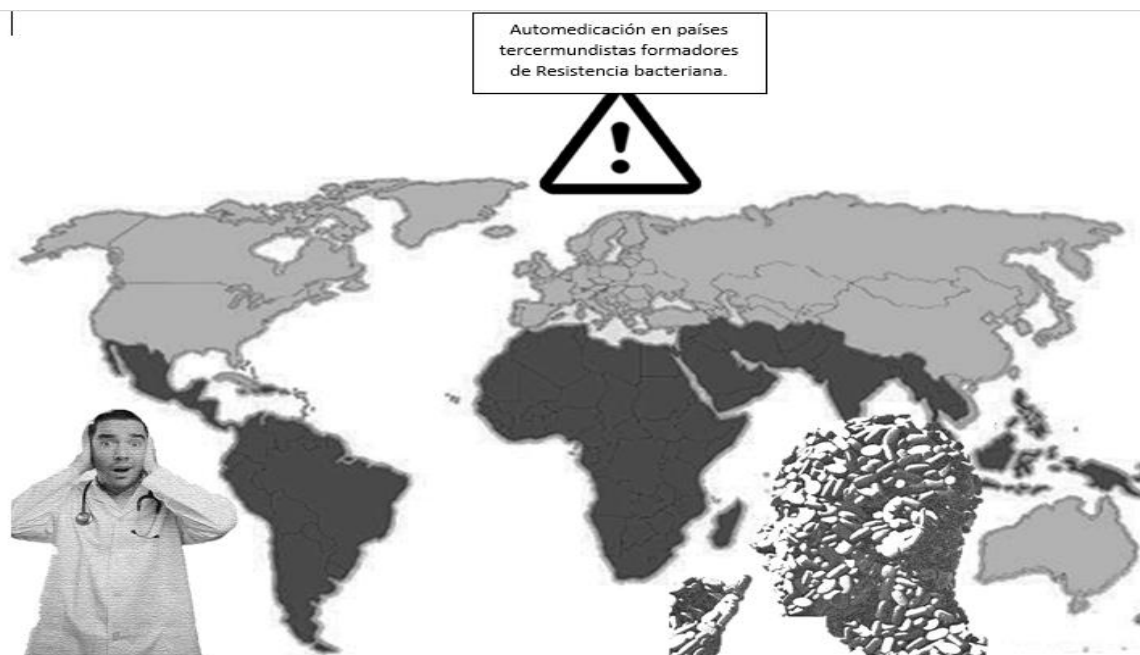 Automedicación en países
tercermundistas formadores
de Resistencia bacteriana.